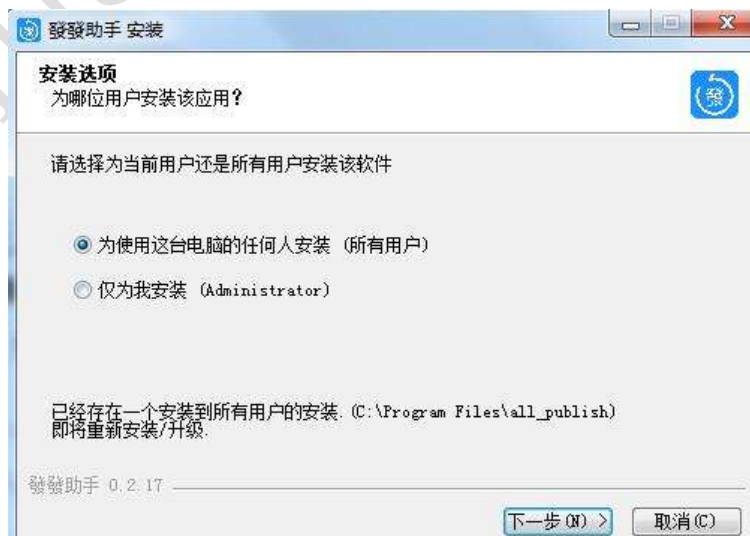 發發助手 安装
安装选项
为哪位用户安装该应用？
發
请选择为当前用户还是所有用户安装该软件
为使用这台电脑的任何人安装 (所有用户)
仅为我安装 (Administrator)
已经存在一个安装到所有用户的安装. (C:\Program Files\all_publish)
即将重新安装/升级.
發發助手 0.2.17
下一步(N) >
取消(C)